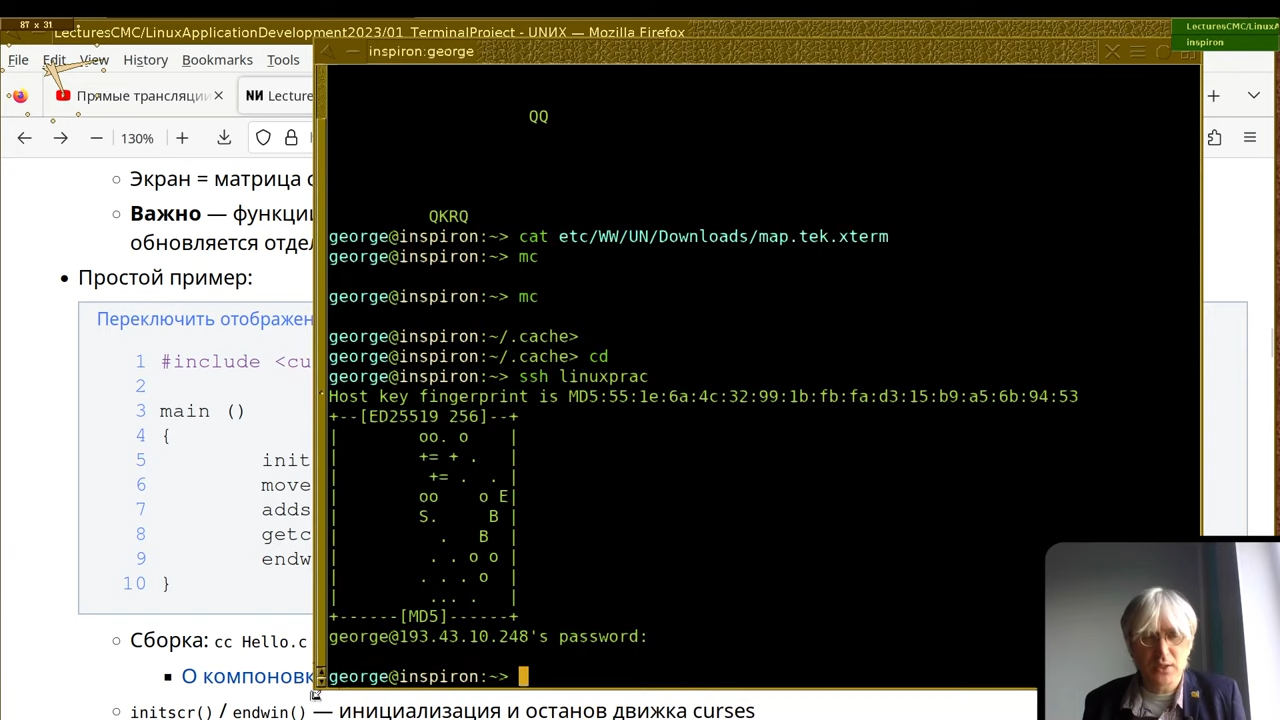 87 x 31
LecturesCMC/LinuxApplicationDevelopment2023/01_TerminalProject - UNИX — Mozilla Firefox
LecturesCMC/LinuxA
inspiron
inspiron:george
File Edit View History Bookmarks Tools
Прямые трансляции
Lecture
130%
Экран = матрица с
Важно — функции
обновляется отдел
Простой пример:
Переключить отображен
1 #include <cu
2
3 main ()
4 {
5 init
6 move
7 adds
8 getc
9 endw
10 }
Сборка: cc Hello.c
О компоновк
initscr() / endwin() — инициализация и останов движка curses
QQ
QKRQ
george@inspiron:~> cat etc/WW/UN/Downloads/map.tek.xterm
george@inspiron:~> mc
george@inspiron:~> mc
george@inspiron:~/.cache>
george@inspiron:~/.cache> cd
george@inspiron:~> ssh linuxprac
Host key fingerprint is MD5:55:1e:6a:4c:32:99:1b:fb:fa:d3:15:b9:a5:6b:94:53
+--[ED25519 256]--+
|        oo. o    |
|        += + .   |
|         += .  . |
|        oo    o E|
|        S.     B |
|          .   B  |
|         . . o o |
|        . . . o  |
|         ... .   |
+------[MD5]------+
george@193.43.10.248's password:
george@inspiron:~>